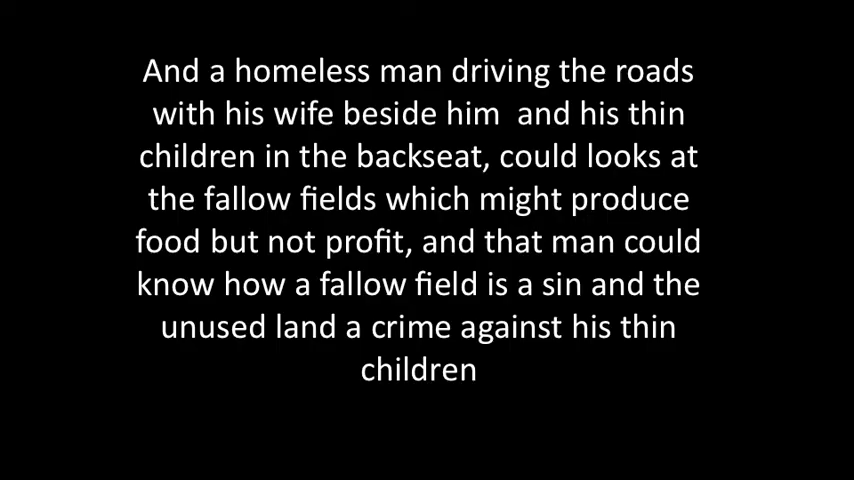 And a homeless man driving the roads
with his wife beside him  and his thin
children in the backseat, could looks at
the fallow fields which might produce
food but not profit, and that man could
know how a fallow field is a sin and the
unused land a crime against his thin
children